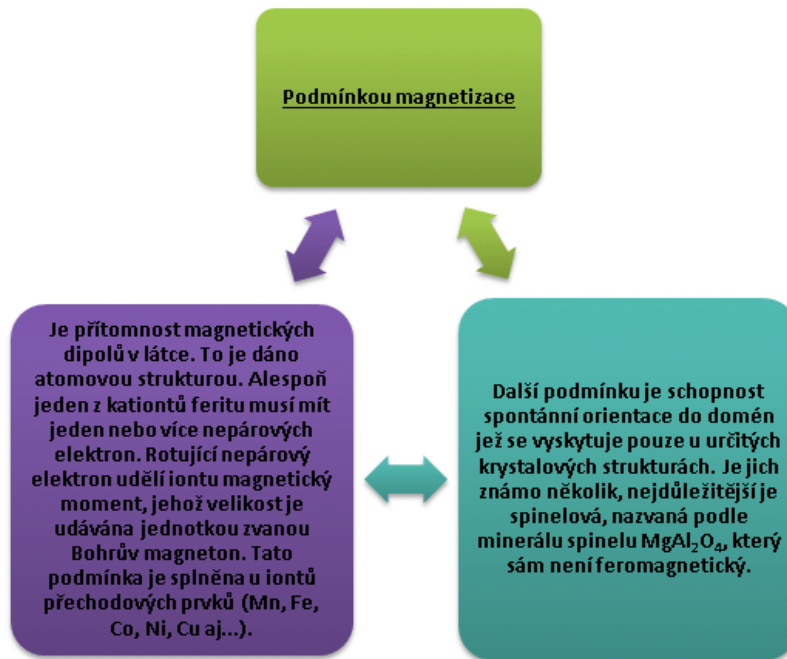 Podmínkou magnetizace
Je přítomnost magnetických
dipolů v látce. To je dáno
atomovou strukturou. Alespoň
jeden z kationtů feritu musí mít
jeden nebo více nepárových
elektron. Rotující nepárový
elektron udělí iontu magnetický
moment, jehož velikost je
udávána jednotkou zvanou
Bohrův magneton. Tato
podmínka je splněna u iontů
přechodových prvků (Mn, Fe,
Co, Ni, Cu aj...).
Další podmínku je schopnost
spontánní orientace do domén
jež se vyskytuje pouze u určitých
krystalových strukturách. Je jich
známo několik, nejdůležitější je
spinelová, nazvaná podle
minerálu spinelu MgAl₂O₄, který
sám není feromagnetický.